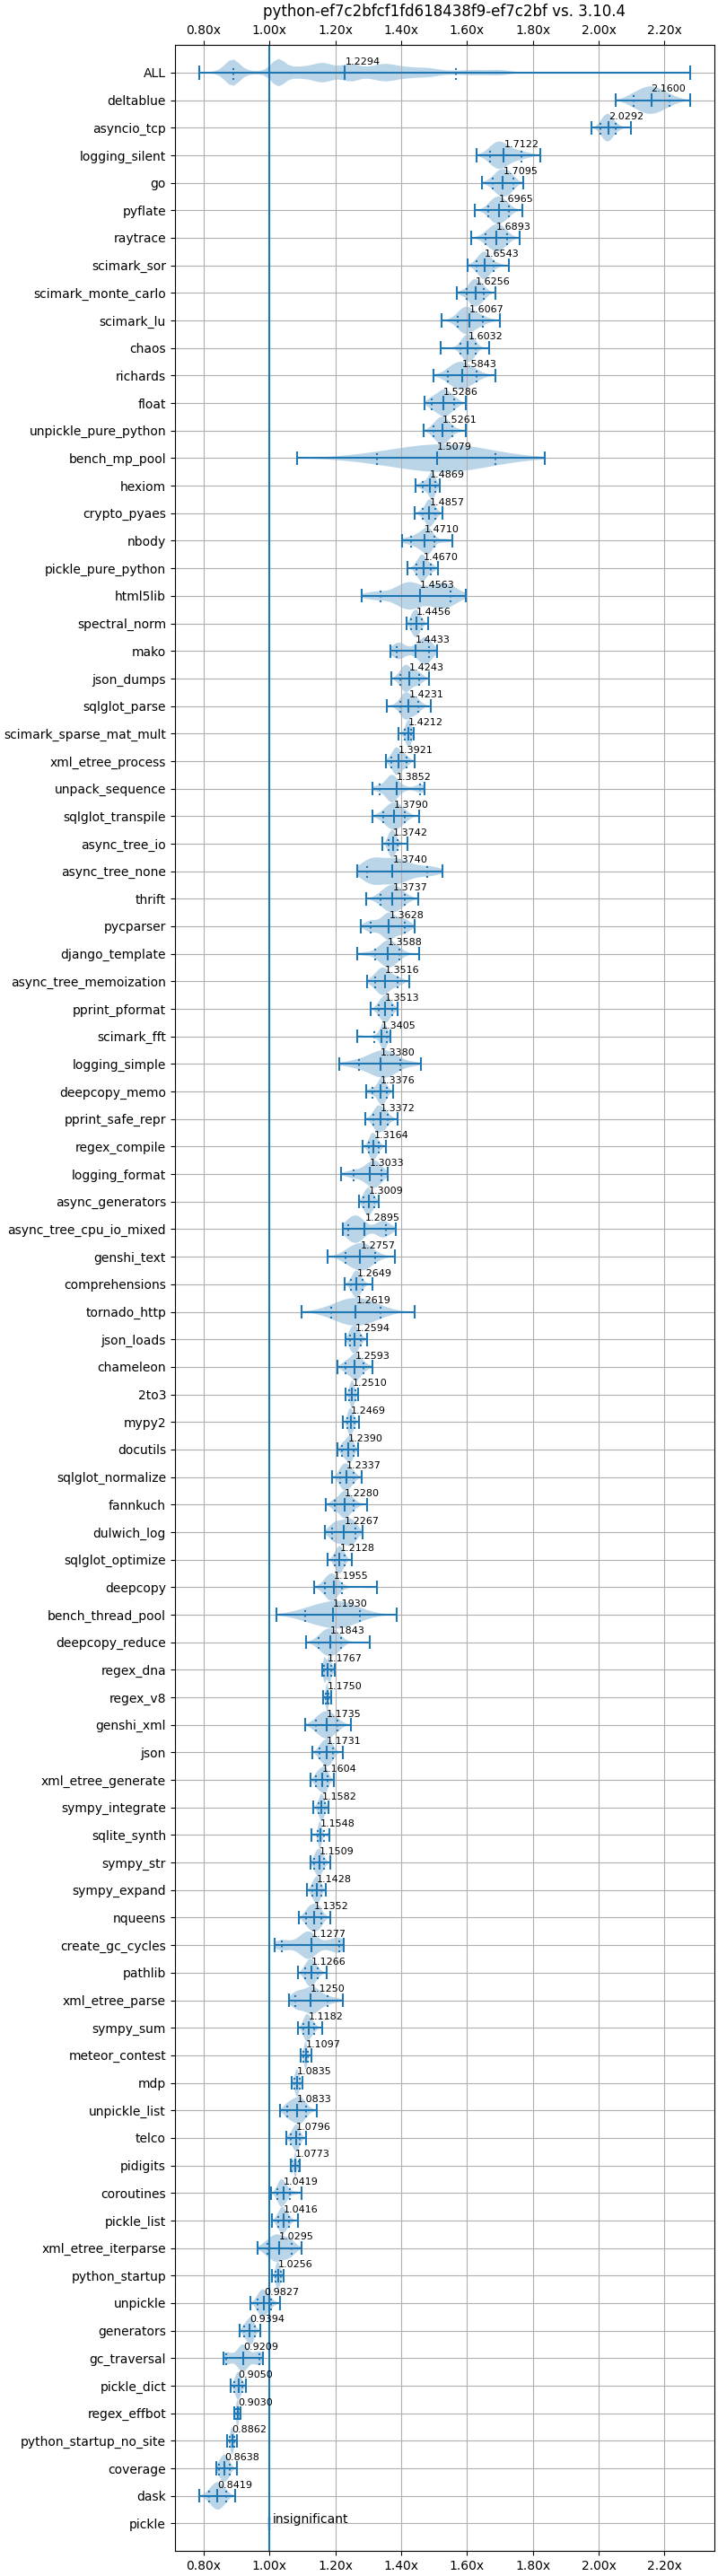 python-ef7c2bfcf1fd618438f9-ef7c2bf vs. 3.10.4
0.80x 1.00x 1.20x 1.40x 1.60x 1.80x 2.00x 2.20x
ALL 1.2294
deltablue 2.1600
asyncio_tcp 2.0292
logging_silent 1.7122
go 1.7095
pyflate 1.6965
raytrace 1.6893
scimark_sor 1.6543
scimark_monte_carlo 1.6256
scimark_lu 1.6067
chaos 1.6032
richards 1.5843
float 1.5286
unpickle_pure_python 1.5261
bench_mp_pool 1.5079
hexiom 1.4869
crypto_pyaes 1.4857
nbody 1.4710
pickle_pure_python 1.4670
html5lib 1.4563
spectral_norm 1.4456
mako 1.4433
json_dumps 1.4243
sqlglot_parse 1.4231
scimark_sparse_mat_mult 1.4212
xml_etree_process 1.3921
unpack_sequence 1.3852
sqlglot_transpile 1.3790
async_tree_io 1.3742
async_tree_none 1.3740
thrift 1.3737
pycparser 1.3628
django_template 1.3588
async_tree_memoization 1.3516
pprint_pformat 1.3513
scimark_fft 1.3405
logging_simple 1.3380
deepcopy_memo 1.3376
pprint_safe_repr 1.3372
regex_compile 1.3164
logging_format 1.3033
async_generators 1.3009
async_tree_cpu_io_mixed 1.2895
genshi_text 1.2757
comprehensions 1.2649
tornado_http 1.2619
json_loads 1.2594
chameleon 1.2593
2to3 1.2510
mypy2 1.2469
docutils 1.2390
sqlglot_normalize 1.2337
fannkuch 1.2280
dulwich_log 1.2267
sqlglot_optimize 1.2128
deepcopy 1.1955
bench_thread_pool 1.1930
deepcopy_reduce 1.1843
regex_dna 1.1767
regex_v8 1.1750
genshi_xml 1.1735
json 1.1731
xml_etree_generate 1.1604
sympy_integrate 1.1582
sqlite_synth 1.1548
sympy_str 1.1509
sympy_expand 1.1428
nqueens 1.1352
create_gc_cycles 1.1277
pathlib 1.1266
xml_etree_parse 1.1250
sympy_sum 1.1182
meteor_contest 1.1097
mdp 1.0835
unpickle_list 1.0833
telco 1.0796
pidigits 1.0773
coroutines 1.0419
pickle_list 1.0416
xml_etree_iterparse 1.0295
python_startup 1.0256
unpickle 0.9827
generators 0.9394
gc_traversal 0.9209
pickle_dict 0.9050
regex_effbot 0.9030
python_startup_no_site 0.8862
coverage 0.8638
dask 0.8419
pickle insignificant
0.80x 1.00x 1.20x 1.40x 1.60x 1.80x 2.00x 2.20x